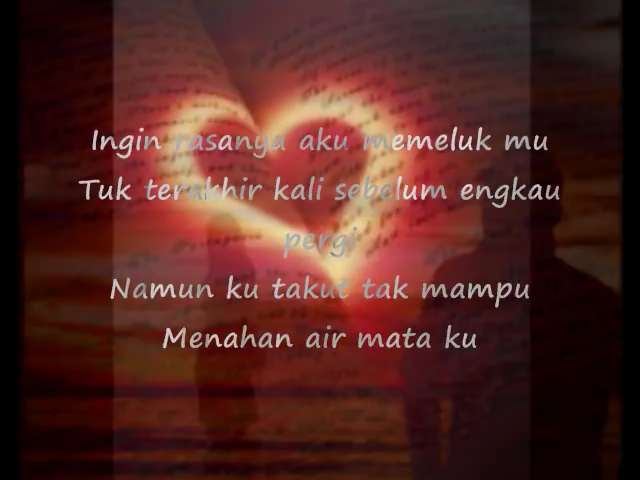 Ingin rasanya aku memeluk mu
Tuk terakhir kali sebelum engkau
pergi
Namun ku takut tak mampu
Menahan air mata ku